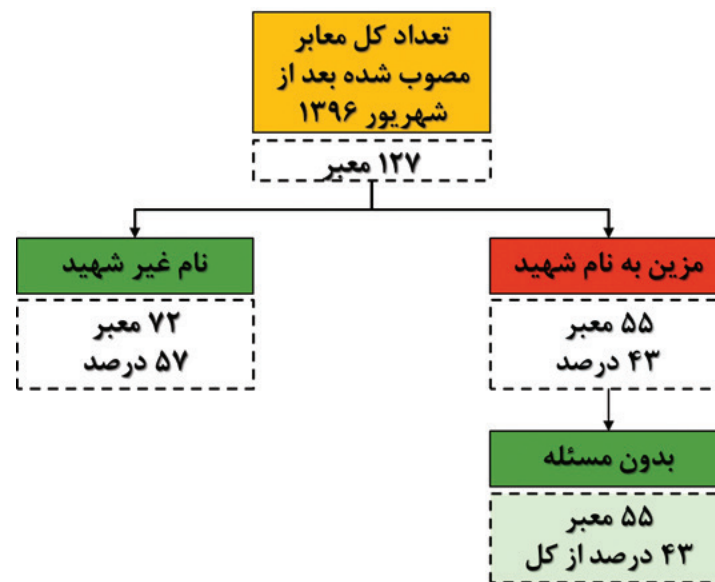 تعداد کل معابر
مصوب شده بعد از
شهریور ۱۳۹۶
۱۲۷ معبر
مزین به نام شهید
۵۵ معبر
۴۳ درصد
نام غیر شهید
۷۲ معبر
۵۷ درصد
بدون مسئله
۵۵ معبر
۴۳ درصد از کل